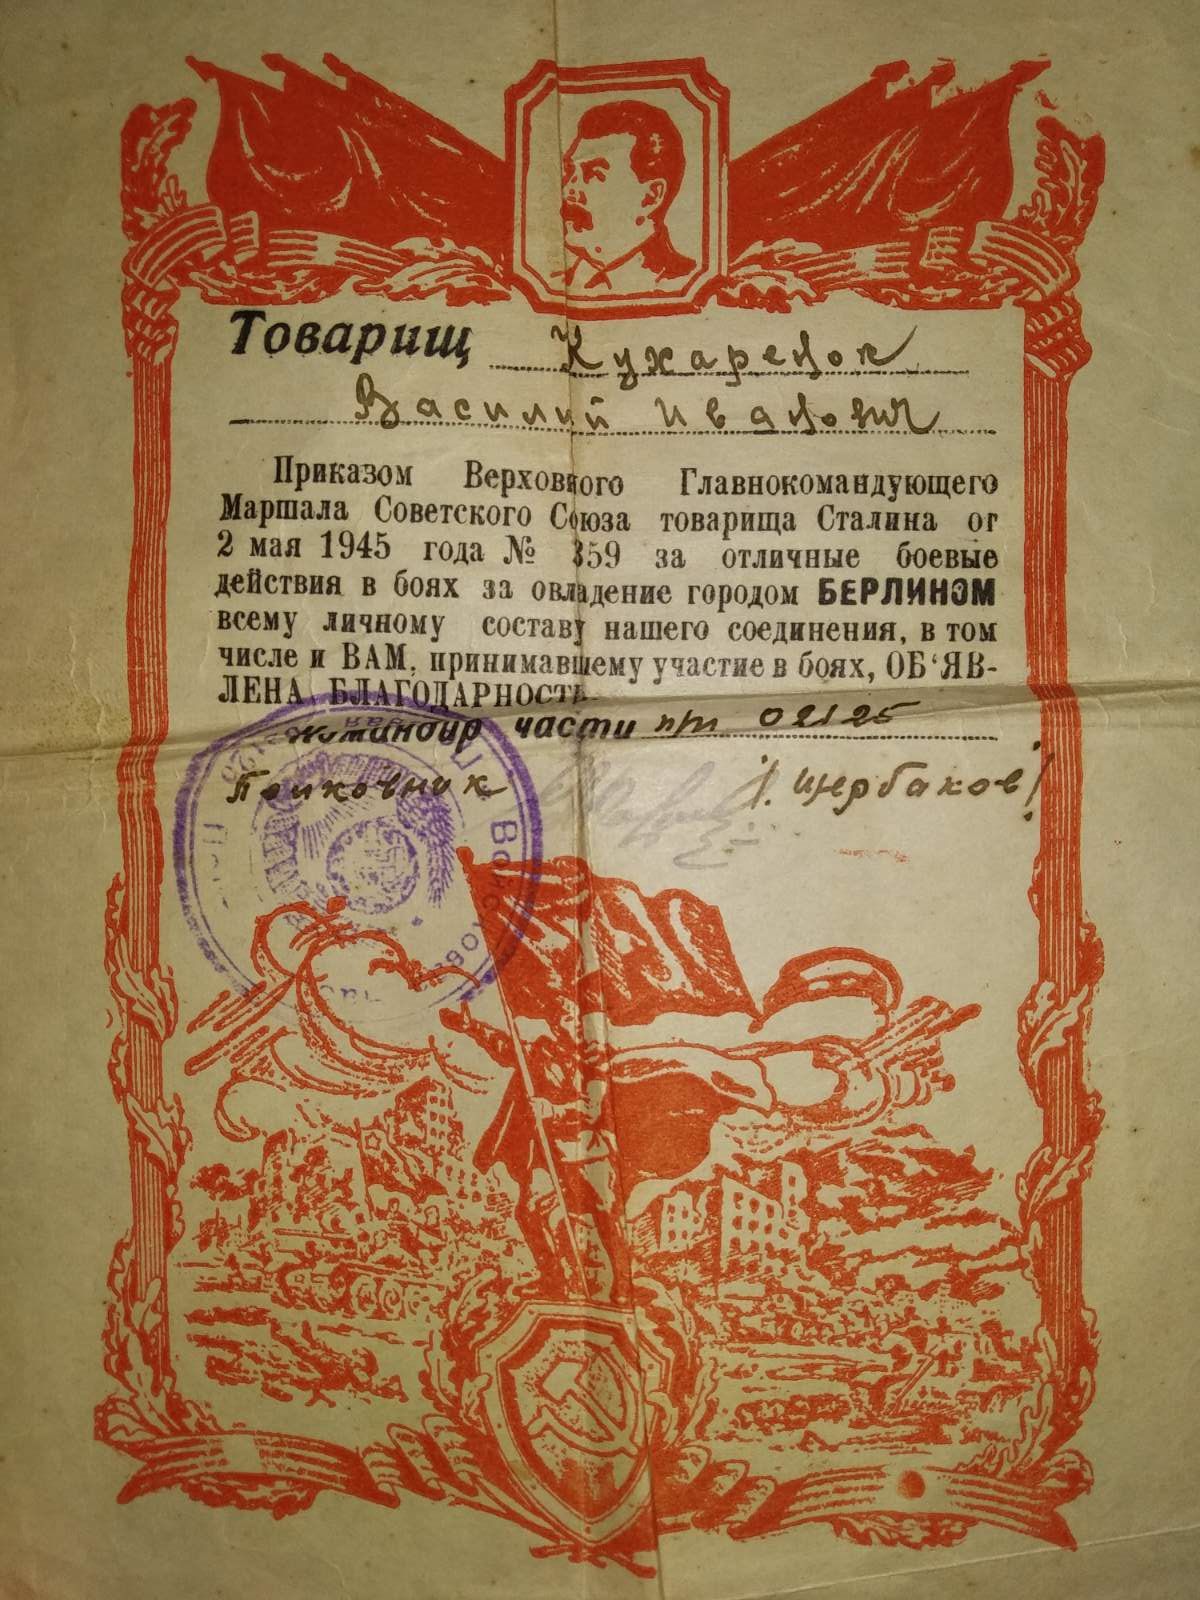 Товарищ Кухаренок
Василий Иванович
Приказом Верховного Главнокомандующего
Маршала Советского Союза товарища Сталина от
2 мая 1945 года № 359 за отличные боевые
действия в боях за овладение городом БЕРЛИНЭМ
всему личному составу нашего соединения, в том
числе и ВАМ, принимавшему участие в боях, ОБ‘ЯВ-
ЛЕНА БЛАГОДАРНОСТЬ
Командир части пп 02125
Полковник /. Щербаков/